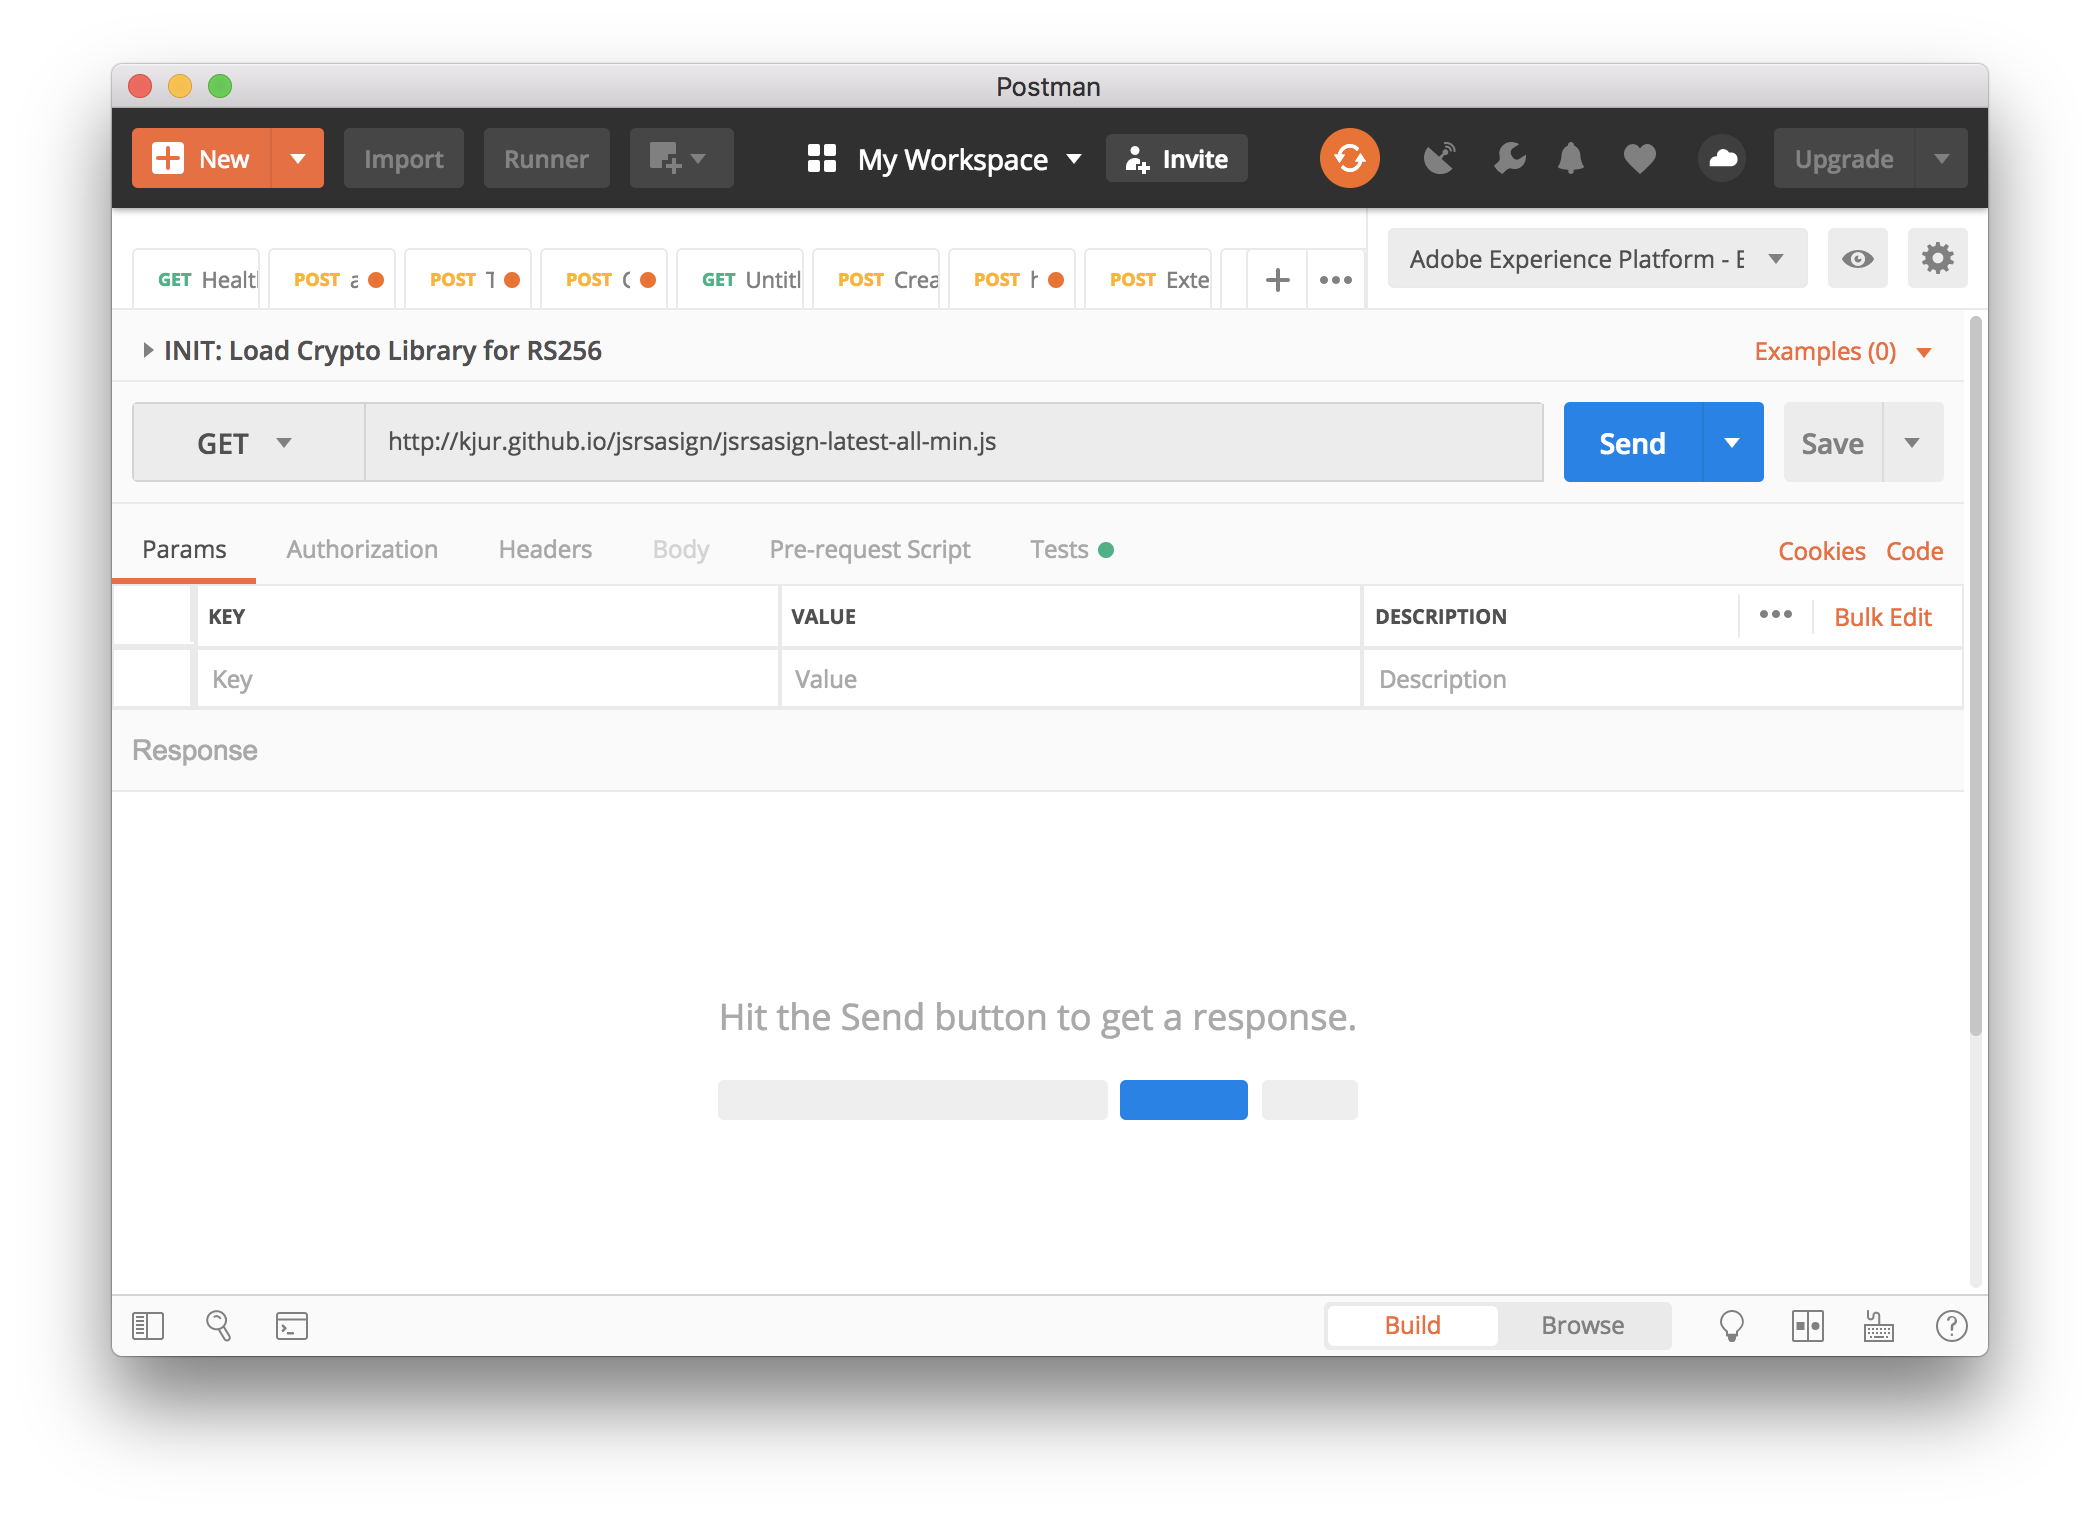 Postman
New Import Runner My Workspace Invite Upgrade
GET Healt POST a POST T POST GET Untitl POST Crea POST h POST Exte Adobe Experience Platform - E
INIT: Load Crypto Library for RS256 Examples (0)
GET http://kjur.github.io/jsrsasign/jsrsasign-latest-all-min.js Send Save
Params Authorization Headers Body Pre-request Script Tests Cookies Code
KEY VALUE DESCRIPTION Bulk Edit
Key Value Description
Response
Hit the Send button to get a response.
Build Browse